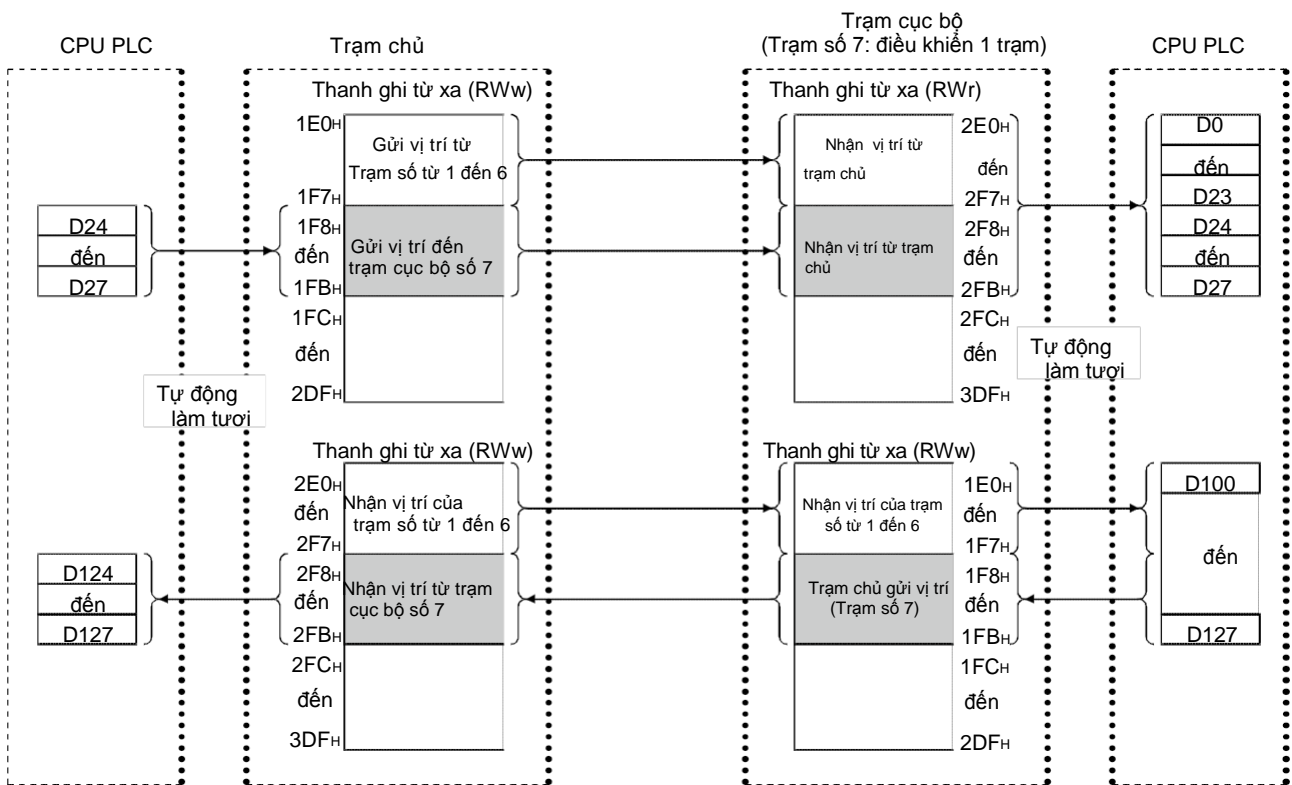 CPU PLC
Trạm chủ
Trạm cục bộ
(Trạm số 7: điều khiển 1 trạm)
CPU PLC
Thanh ghi từ xa (RWw)
1E0H
Gửi vị trí từ
Trạm số từ 1 đến 6
1F7H
D24
đến
D27
1F8H
đến
1FBH
Gửi vị trí đến
trạm cục bộ số 7
1FCH
đến
2DFH
Thanh ghi từ xa (RWr)
Nhận vị trí từ
trạm chủ
2E0H
đến
2F7H
Nhận vị trí từ trạm
chủ
2F8H
đến
2FBH
2FCH
đến
3DFH
D0
đến
D23
D24
đến
D27
Tự động
làm tươi
Tự động
làm tươi
Thanh ghi từ xa (RWw)
2E0H
đến
2F7H
Nhận vị trí của
trạm số từ 1 đến 6
D124
đến
D127
2F8H
đến
2FBH
Nhận vị trí từ trạm
cục bộ số 7
2FCH
đến
3DFH
Thanh ghi từ xa (RWw)
Nhận vị trí của trạm
số từ 1 đến 6
1E0H
đến
1F7H
Trạm chủ gửi vị trí
(Trạm số 7)
1F8H
đến
1FBH
1FCH
đến
2DFH
D100
đến
D127